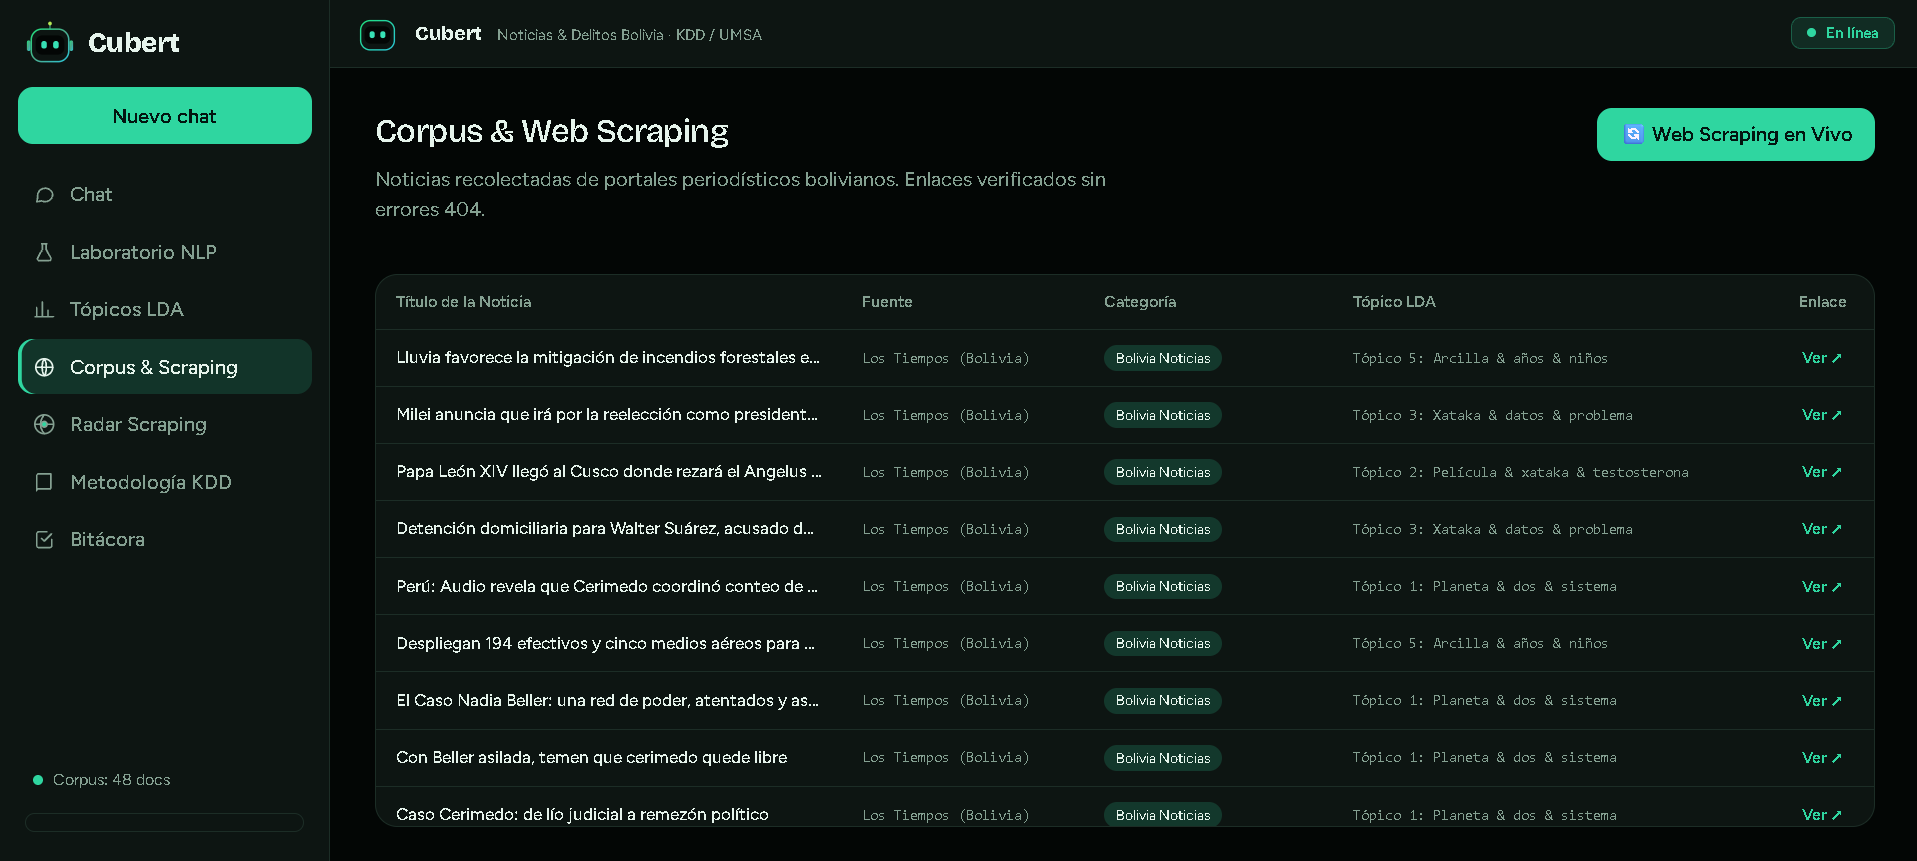 Cubert
Nuevo chat
Chat
Laboratorio NLP
Tópicos LDA
Corpus & Scraping
Radar Scraping
Metodología KDD
Bitácora
Corpus: 48 docs
Cubert Noticias & Delitos Bolivia · KDD / UMSA
En línea
Corpus & Web Scraping
Noticias recolectadas de portales periodísticos bolivianos. Enlaces verificados sin
errores 404.
Web Scraping en Vivo
Título de la Noticia Fuente Categoría Tópico LDA Enlace
Lluvia favorece la mitigación de incendios forestales e... Los Tiempos (Bolivia) Bolivia Noticias Tópico 5: Arcilla & años & niños Ver ↗
Milei anuncia que irá por la reelección como president... Los Tiempos (Bolivia) Bolivia Noticias Tópico 3: Xataka & datos & problema Ver ↗
Papa León XIV llegó al Cusco donde rezará el Angelus ... Los Tiempos (Bolivia) Bolivia Noticias Tópico 2: Película & xataka & testosterona Ver ↗
Detención domiciliaria para Walter Suárez, acusado d... Los Tiempos (Bolivia) Bolivia Noticias Tópico 3: Xataka & datos & problema Ver ↗
Perú: Audio revela que Cerimedo coordinó conteo de ... Los Tiempos (Bolivia) Bolivia Noticias Tópico 1: Planeta & dos & sistema Ver ↗
Despliegan 194 efectivos y cinco medios aéreos para ... Los Tiempos (Bolivia) Bolivia Noticias Tópico 5: Arcilla & años & niños Ver ↗
El Caso Nadia Beller: una red de poder, atentados y as... Los Tiempos (Bolivia) Bolivia Noticias Tópico 1: Planeta & dos & sistema Ver ↗
Con Beller asilada, temen que cerimedo quede libre Los Tiempos (Bolivia) Bolivia Noticias Tópico 1: Planeta & dos & sistema Ver ↗
Caso Cerimedo: de lío judicial a remezón político Los Tiempos (Bolivia) Bolivia Noticias Tópico 1: Planeta & dos & sistema Ver ↗